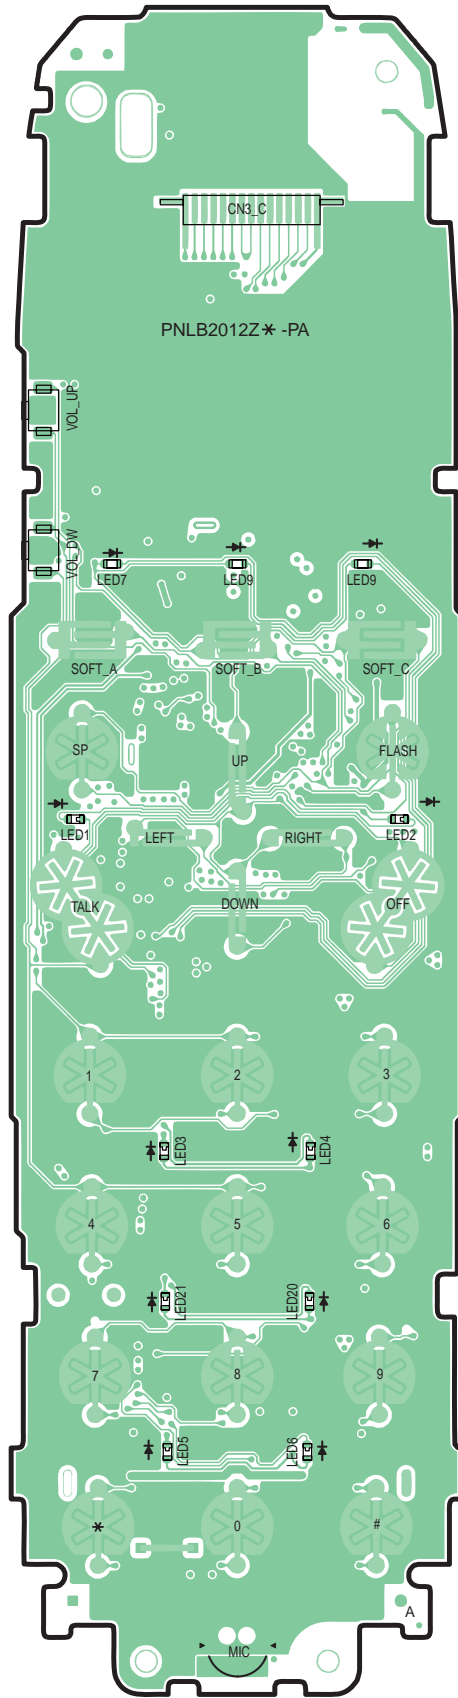 CN3_C
PNLB2012Z* -PA
VOL_UP
VOL_DW
LED7 LED9 LED9
SOFT_A SOFT_B SOFT_C
SP UP FLASH
LED1 LED2
LEFT RIGHT
TALK DOWN OFF
1 2 3
LED3 LED4
4 5 6
LED21 LED20
7 8 9
LED5 LED6
* 0 #
A
MIC